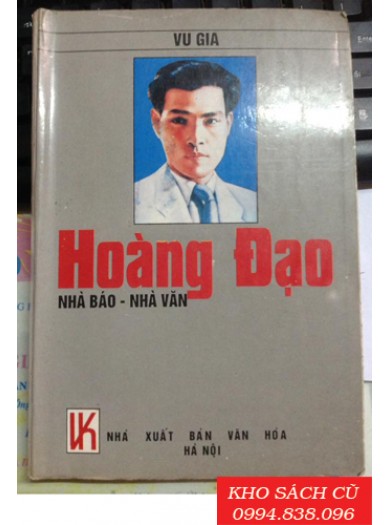 VU GIA
Hoàng Đạo
NHÀ BÁO - NHÀ VĂN
VK
NHÀ XUẤT BẢN VĂN HÓA
HÀ NỘI
KHO SÁCH CŨ
0994.838.096